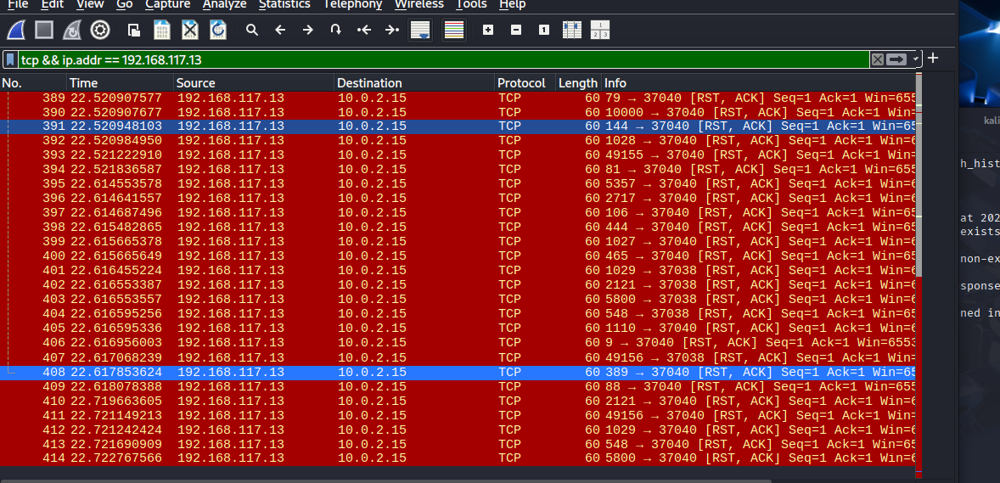 File Edit View Go Capture Analyze Statistics Telephony Wireless Tools Help
tcp && ip.addr == 192.168.117.13
No. Time Source Destination Protocol Length Info
389 22.520907577 192.168.117.13 10.0.2.15 TCP 60 79 → 37040 [RST, ACK] Seq=1 Ack=1 Win=655
390 22.520907677 192.168.117.13 10.0.2.15 TCP 60 10000 → 37040 [RST, ACK] Seq=1 Ack=1 Win=
391 22.520948103 192.168.117.13 10.0.2.15 TCP 60 144 → 37040 [RST, ACK] Seq=1 Ack=1 Win=65
392 22.520984950 192.168.117.13 10.0.2.15 TCP 60 1028 → 37040 [RST, ACK] Seq=1 Ack=1 Win=6
393 22.521222910 192.168.117.13 10.0.2.15 TCP 60 49155 → 37040 [RST, ACK] Seq=1 Ack=1 Win=
394 22.521836587 192.168.117.13 10.0.2.15 TCP 60 81 → 37040 [RST, ACK] Seq=1 Ack=1 Win=655
395 22.614553578 192.168.117.13 10.0.2.15 TCP 60 5357 → 37040 [RST, ACK] Seq=1 Ack=1 Win=6
396 22.614641557 192.168.117.13 10.0.2.15 TCP 60 2717 → 37040 [RST, ACK] Seq=1 Ack=1 Win=6
397 22.614687496 192.168.117.13 10.0.2.15 TCP 60 106 → 37040 [RST, ACK] Seq=1 Ack=1 Win=65
398 22.615482865 192.168.117.13 10.0.2.15 TCP 60 444 → 37040 [RST, ACK] Seq=1 Ack=1 Win=65
399 22.615665378 192.168.117.13 10.0.2.15 TCP 60 1027 → 37040 [RST, ACK] Seq=1 Ack=1 Win=6
400 22.615665649 192.168.117.13 10.0.2.15 TCP 60 465 → 37040 [RST, ACK] Seq=1 Ack=1 Win=65
401 22.616455224 192.168.117.13 10.0.2.15 TCP 60 1029 → 37038 [RST, ACK] Seq=1 Ack=1 Win=6
402 22.616553387 192.168.117.13 10.0.2.15 TCP 60 2121 → 37038 [RST, ACK] Seq=1 Ack=1 Win=6
403 22.616553557 192.168.117.13 10.0.2.15 TCP 60 5800 → 37038 [RST, ACK] Seq=1 Ack=1 Win=6
404 22.616595256 192.168.117.13 10.0.2.15 TCP 60 548 → 37038 [RST, ACK] Seq=1 Ack=1 Win=65
405 22.616595336 192.168.117.13 10.0.2.15 TCP 60 1110 → 37040 [RST, ACK] Seq=1 Ack=1 Win=6
406 22.616956003 192.168.117.13 10.0.2.15 TCP 60 9 → 37040 [RST, ACK] Seq=1 Ack=1 Win=6553
407 22.617068239 192.168.117.13 10.0.2.15 TCP 60 49156 → 37038 [RST, ACK] Seq=1 Ack=1 Win=
408 22.617853624 192.168.117.13 10.0.2.15 TCP 60 389 → 37040 [RST, ACK] Seq=1 Ack=1 Win=65
409 22.618078388 192.168.117.13 10.0.2.15 TCP 60 88 → 37040 [RST, ACK] Seq=1 Ack=1 Win=655
410 22.719663605 192.168.117.13 10.0.2.15 TCP 60 2121 → 37040 [RST, ACK] Seq=1 Ack=1 Win=6
411 22.721149213 192.168.117.13 10.0.2.15 TCP 60 49156 → 37040 [RST, ACK] Seq=1 Ack=1 Win=
412 22.721242424 192.168.117.13 10.0.2.15 TCP 60 1029 → 37040 [RST, ACK] Seq=1 Ack=1 Win=6
413 22.721690909 192.168.117.13 10.0.2.15 TCP 60 548 → 37040 [RST, ACK] Seq=1 Ack=1 Win=65
414 22.722767566 192.168.117.13 10.0.2.15 TCP 60 5800 → 37040 [RST, ACK] Seq=1 Ack=1 Win=6
kali
h_hist
at 202
exists
non-ex
sponse
ned in